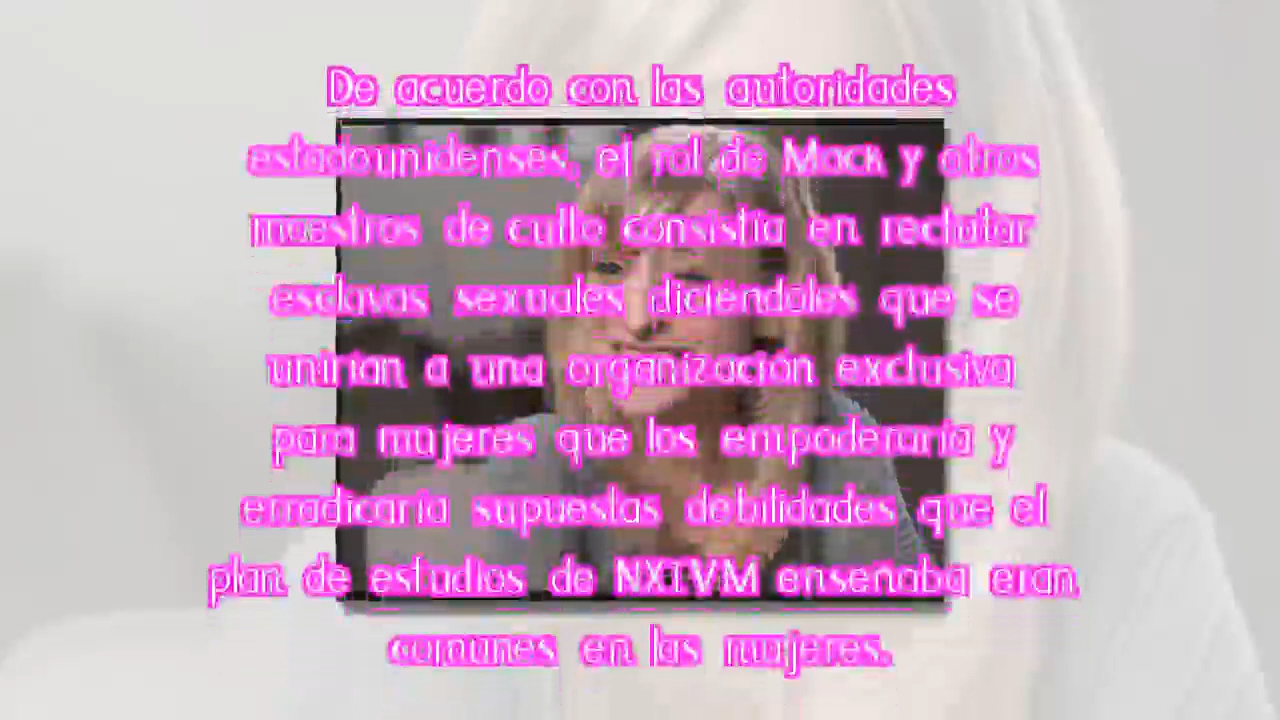 De acuerdo con las autoridades
estadounidenses, el rol de Mack y otros
maestros de culto consistía en reclutar
esclavas sexuales diciéndoles que se
unirían a una organización exclusiva
para mujeres que los empoderaría y
erradicaría supuestas debilidades que el
plan de estudios de NXIVM enseñaba eran
comunes en las mujeres.